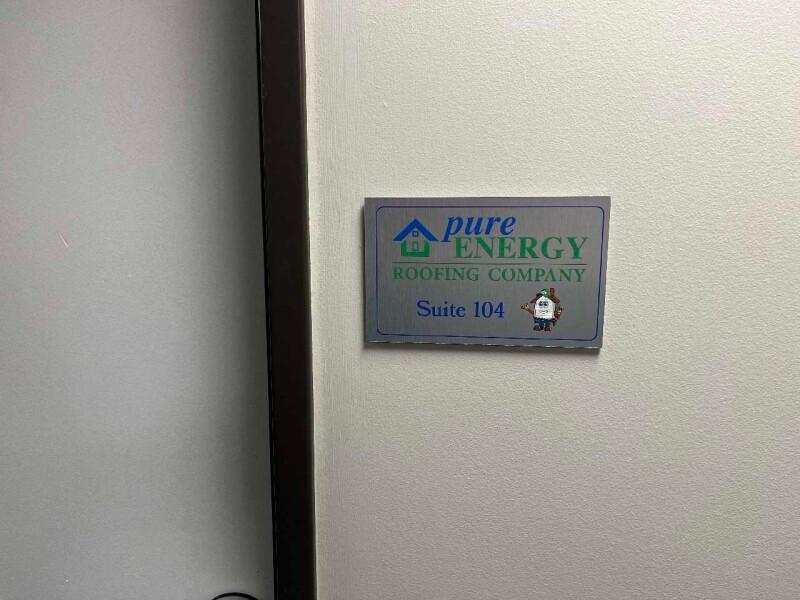 pure
ENERGY
ROOFING COMPANY
Suite 104